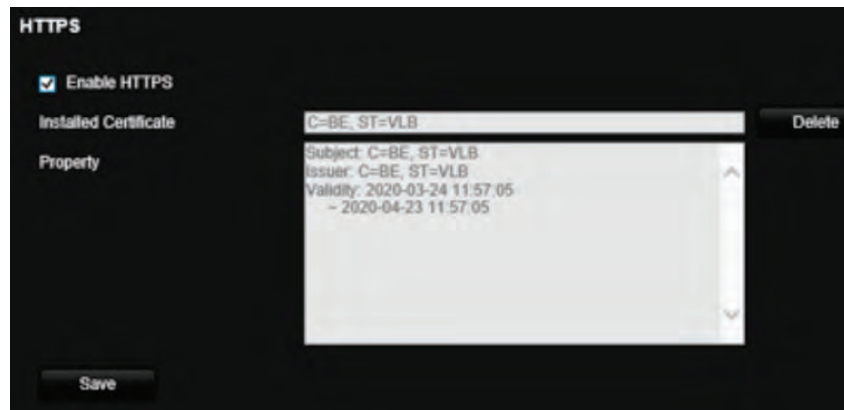 HTTPS
Enable HTTPS
Installed Certificate C=BE, ST=VLB Delete
Property
Subject: C=BE, ST=VLB
Issuer: C=BE, ST=VLB
Validity: 2020-03-24 11:57:05
~ 2020-04-23 11:57:05
Save